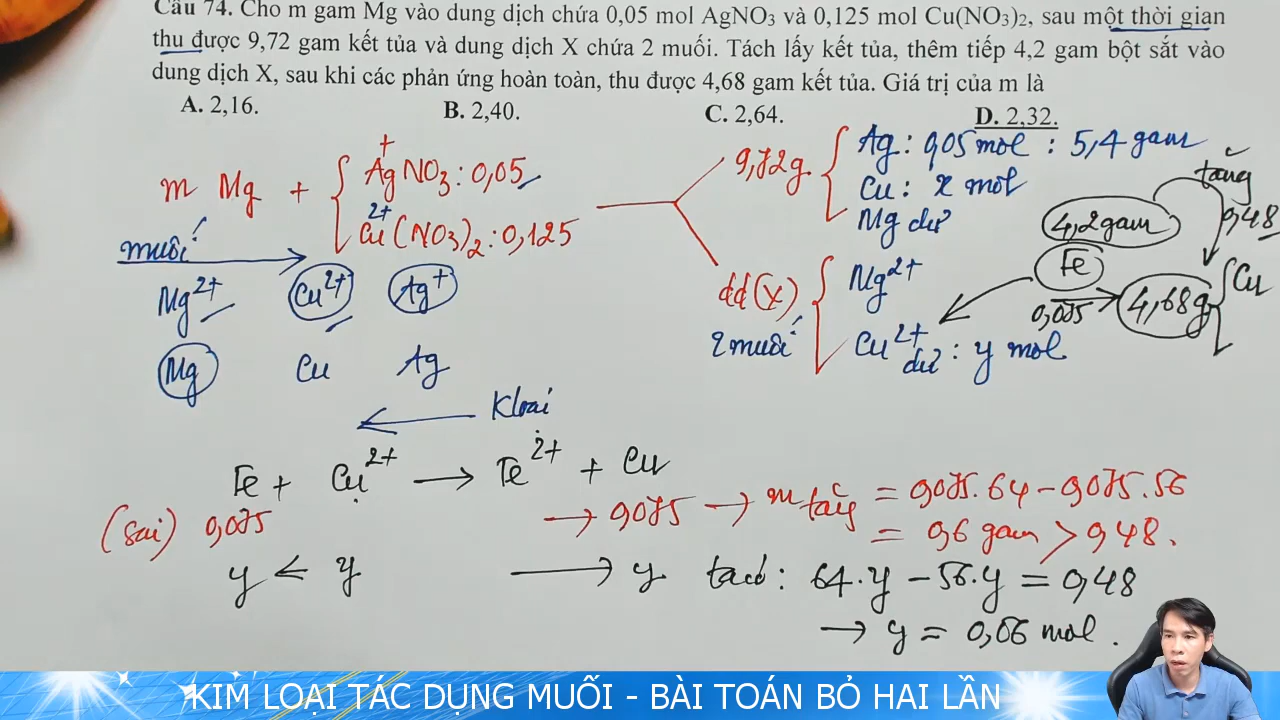 Câu 74. Cho m gam Mg vào dung dịch chứa 0,05 mol AgNO₃ và 0,125 mol Cu(NO₃)₂, sau một thời gian
thu được 9,72 gam kết tủa và dung dịch X chứa 2 muối. Tách lấy kết tủa, thêm tiếp 4,2 gam bột sắt vào
dung dịch X, sau khi các phản ứng hoàn toàn, thu được 4,68 gam kết tủa. Giá trị của m là
A. 2,16. B. 2,40. C. 2,64. D. 2,32.
m Mg + { Ag⁺NO₃ : 0,05
Cu²⁺(NO₃)₂ : 0,125
9,72g { Ag : 0,05 mol : 5,4 gam
Cu : x mol
Mg dư
dd(X) { Mg²⁺
2 muối Cu²⁺ dư : y mol
tăng
4,2 gam 0,48
Fe
0,075 4,68g { Cu
muối
Mg²⁺ Cu²⁺ Ag⁺
Mg Cu Ag
Kloại
Fe + Cu²⁺ → Fe²⁺ + Cu
(Sai) 0,075 → 0,075 → m tăng = 0,075.64 - 0,075.56
= 0,6 gam > 0,48.
y ← y → y ta có : 64.y - 56.y = 0,48
→ y = 0,06 mol.
KIM LOẠI TÁC DỤNG MUỐI - BÀI TOÁN BỎ HAI LẦN